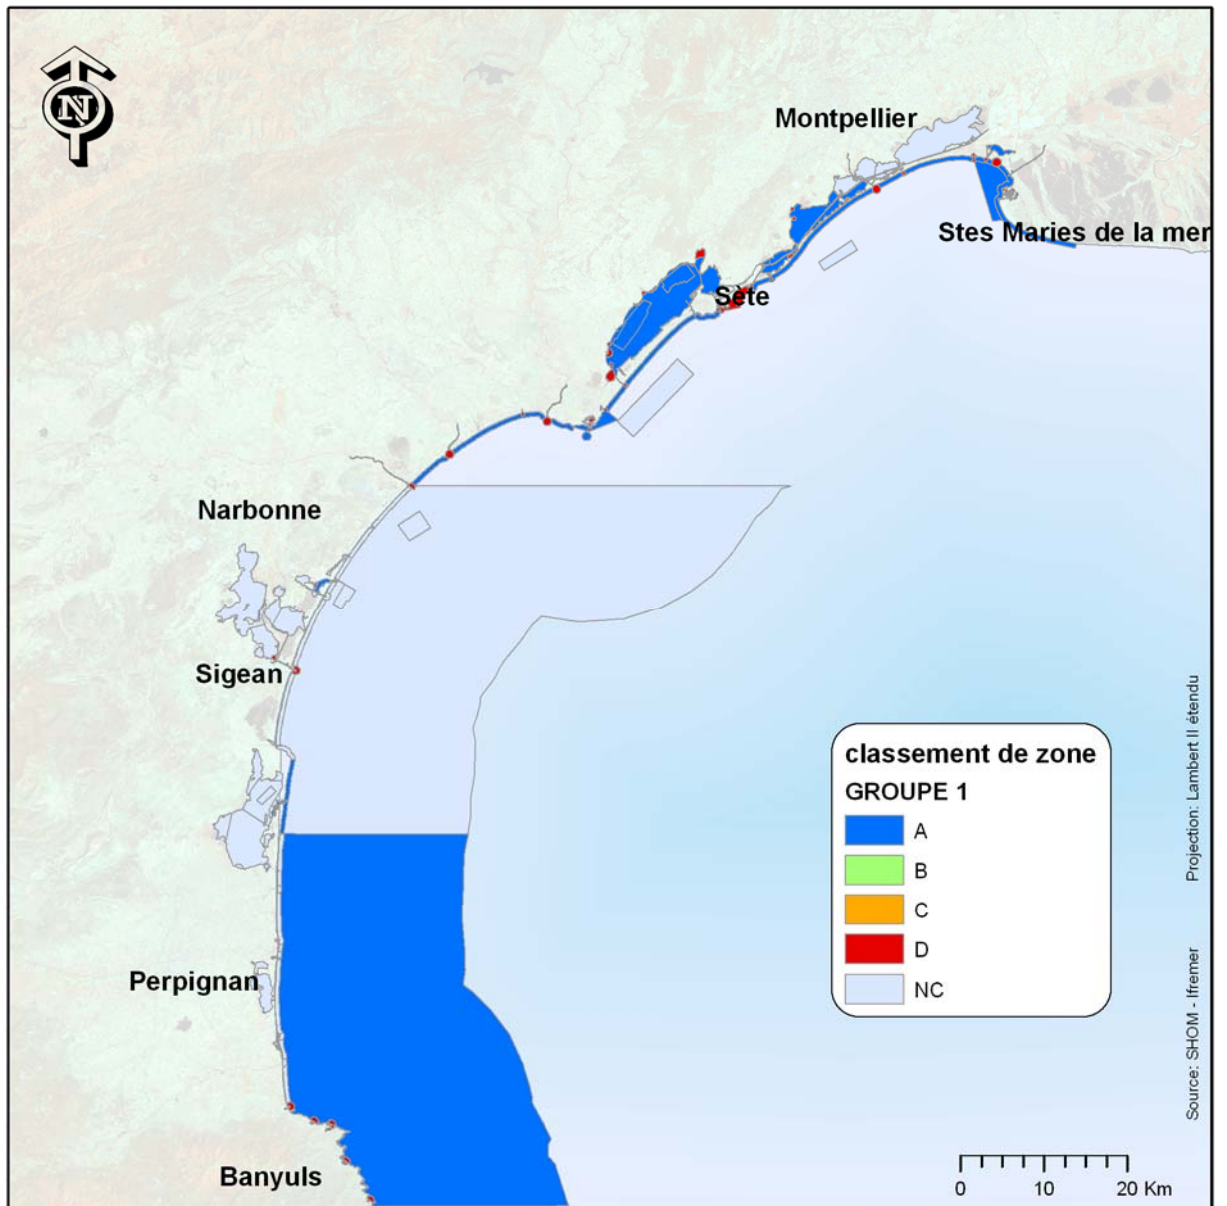 N
Montpellier
Stes Maries de la mer
Sète
Narbonne
Sigean
Perpignan
Banyuls
classement de zone
GROUPE 1
A
B
C
D
NC
Projection: Lambert II étendu
Source: SHOM - Ifremer
0 10 20 Km